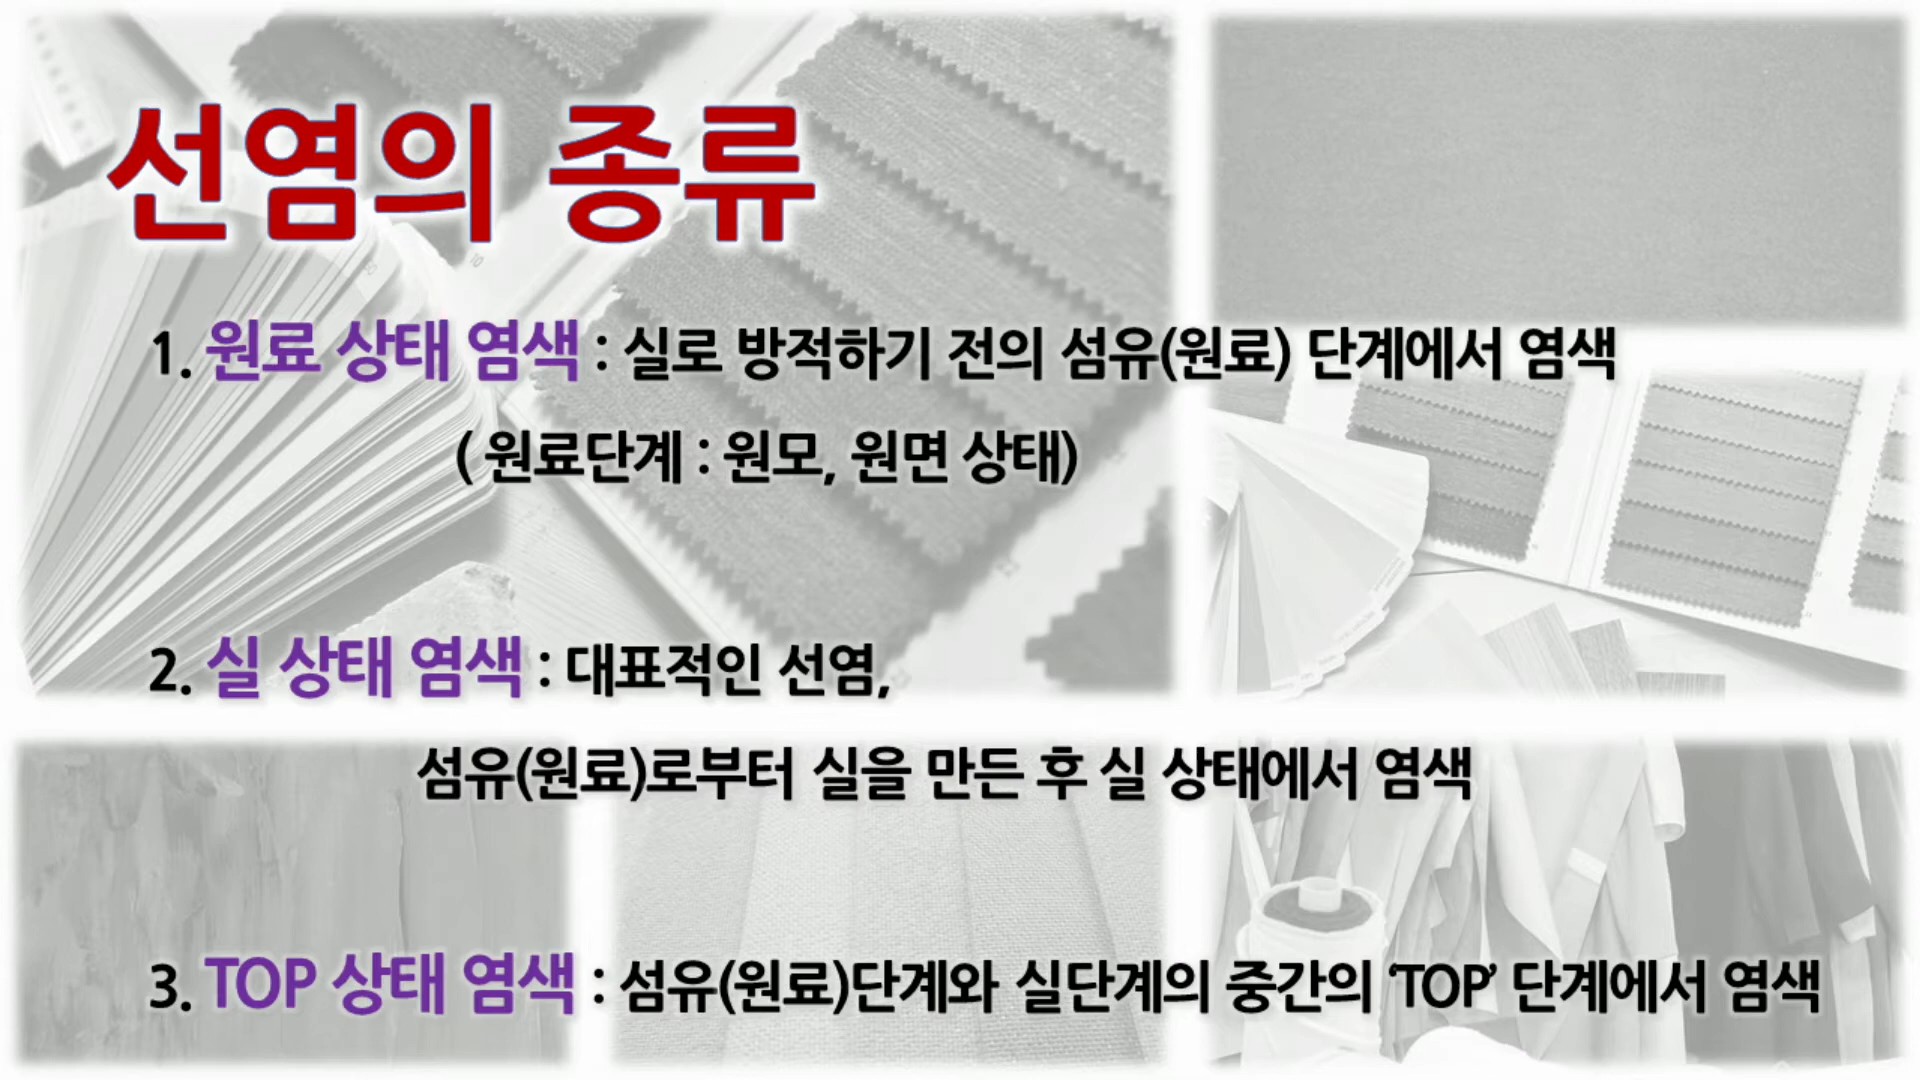 선염의 종류
1. 원료 상태 염색 : 실로 방적하기 전의 섬유(원료) 단계에서 염색
( 원료단계 : 원모, 원면 상태)
2. 실 상태 염색 : 대표적인 선염,
섬유(원료)로부터 실을 만든 후 실 상태에서 염색
3. TOP 상태 염색 : 섬유(원료)단계와 실단계의 중간의 ‘TOP’ 단계에서 염색